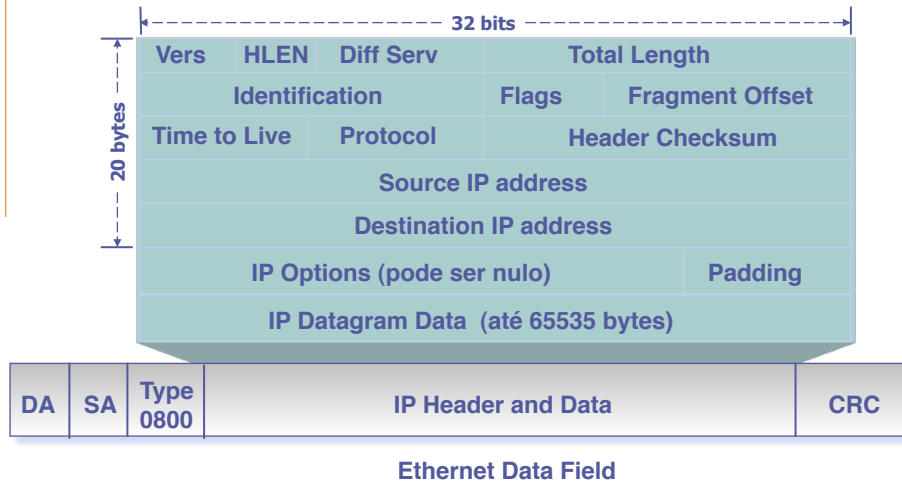 32 bits
Vers HLEN Diff Serv Total Length
Identification Flags Fragment Offset
20 bytes
Time to Live Protocol Header Checksum
Source IP address
Destination IP address
IP Options (pode ser nulo) Padding
IP Datagram Data (até 65535 bytes)
DA SA Type 0800 IP Header and Data CRC
Ethernet Data Field